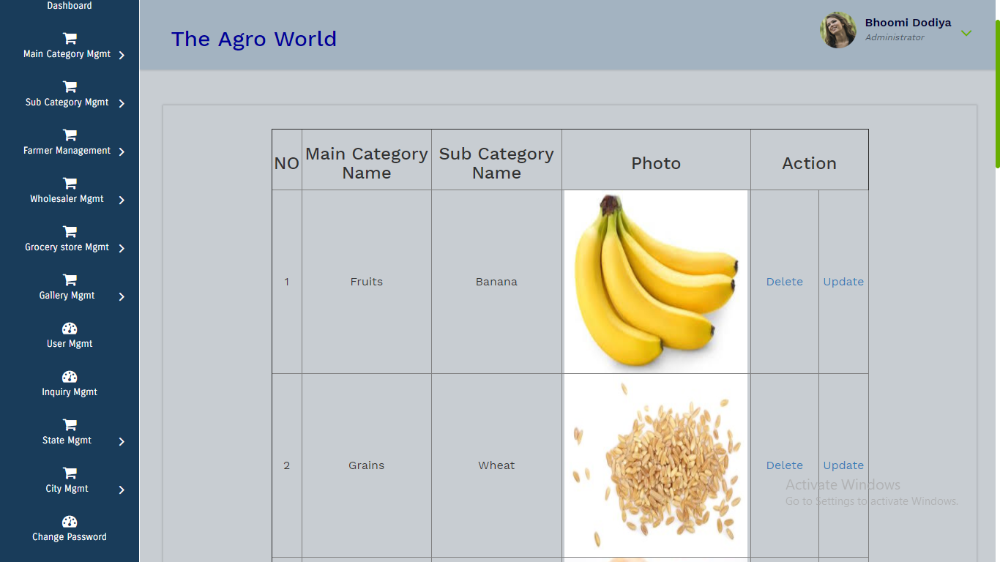 Dashboard
Main Category Mgmt
Sub Category Mgmt
Farmer Management
Wholesaler Mgmt
Grocery store Mgmt
Gallery Mgmt
User Mgmt
Inquiry Mgmt
State Mgmt
City Mgmt
Change Password
The Agro World
Bhoomi Dodiya
Administrator
NO Main Category Name Sub Category Name Photo Action
1 Fruits Banana Delete Update
2 Grains Wheat Delete Update
Activate Windows
Go to Settings to activate Windows.